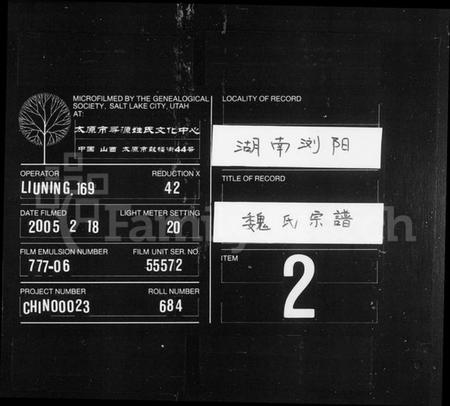 MICROFILMED BY THE GENEALOGICAL
SOCIETY, SALT LAKE CITY, UTAH
AT:
太原市寻源姓氏文化中心
中国 山西 太原市鼓楼街44号
OPERATOR
LIUNING, 169
REDUCTION X
42
DATE FILMED
2005 2 18
LIGHT METER SETTING
20
FILM EMULSION NUMBER
777-06
FILM UNIT SER. NO
55572
PROJECT NUMBER
CHINO0023
ROLL NUMBER
684
LOCALITY OF RECORD
湖南浏阳
TITLE OF RECORD
魏氏宗譜
ITEM
2
FamilySearch